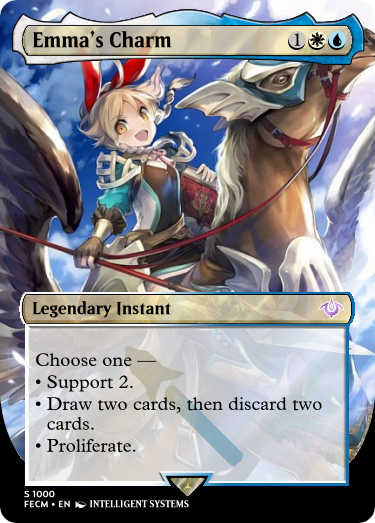 Emma's Charm 1
Legendary Instant
Choose one —
• Support 2.
• Draw two cards, then discard two
cards.
• Proliferate.
S 1000
FECM • EN INTELLIGENT SYSTEMS